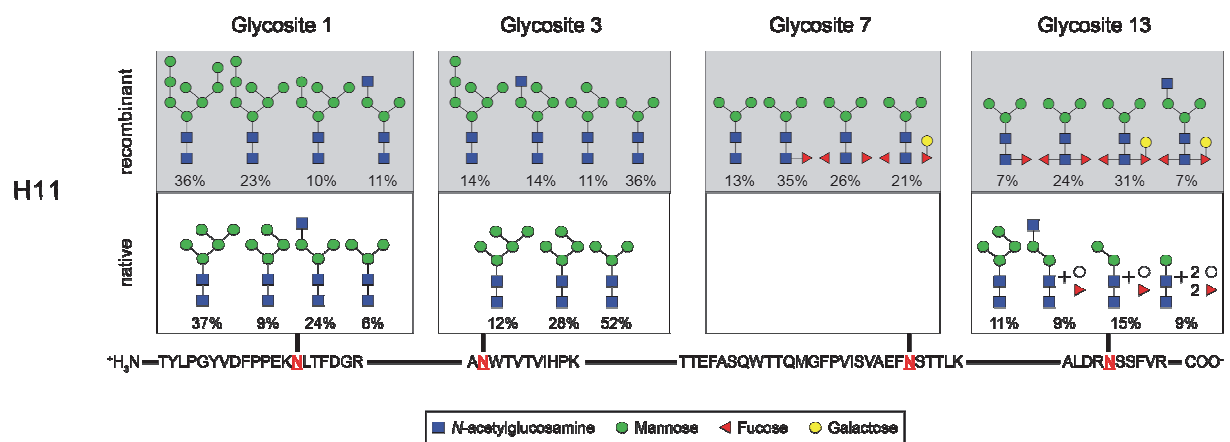 Glycosite 1 Glycosite 3 Glycosite 7 Glycosite 13
recombinant
36% 23% 10% 11% 14% 14% 11% 36% 13% 35% 26% 21% 7% 24% 31% 7%
H11
native
+ + + 2
2
37% 9% 24% 6% 12% 28% 52% 11% 9% 15% 9%
⁺H₃N TYLPGYVDFPPEKNLTFDGR ANWTVTVIHPK TTEFASQWTTQMGFPVISVAEFNSTTLK ALDRNSSFVR COO⁻
N-acetylglucosamine Mannose Fucose Galactose